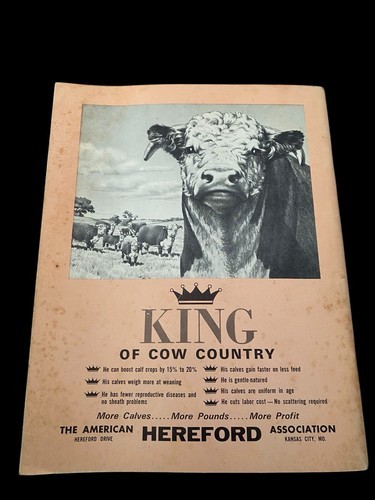 KING
OF COW COUNTRY
He can boost calf crops by 15% to 20%
His calves weigh more at weaning
He has fewer reproductive diseases and
no sheath problems
His calves gain faster on less feed
He is gentle-natured
His calves are uniform in age
He cuts labor cost — No scattering required
More Calves.....More Pounds.....More Profit
THE AMERICAN HEREFORD ASSOCIATION
HEREFORD DRIVE KANSAS CITY, MO.